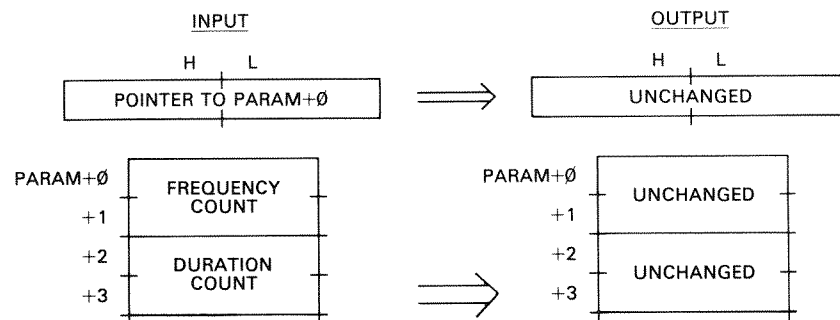 INPUT
OUTPUT
H L
H L
POINTER TO PARAM+Ø
UNCHANGED
PARAM+Ø
FREQUENCY
COUNT
+1
+2
DURATION
COUNT
+3
PARAM+Ø
UNCHANGED
+1
+2
UNCHANGED
+3